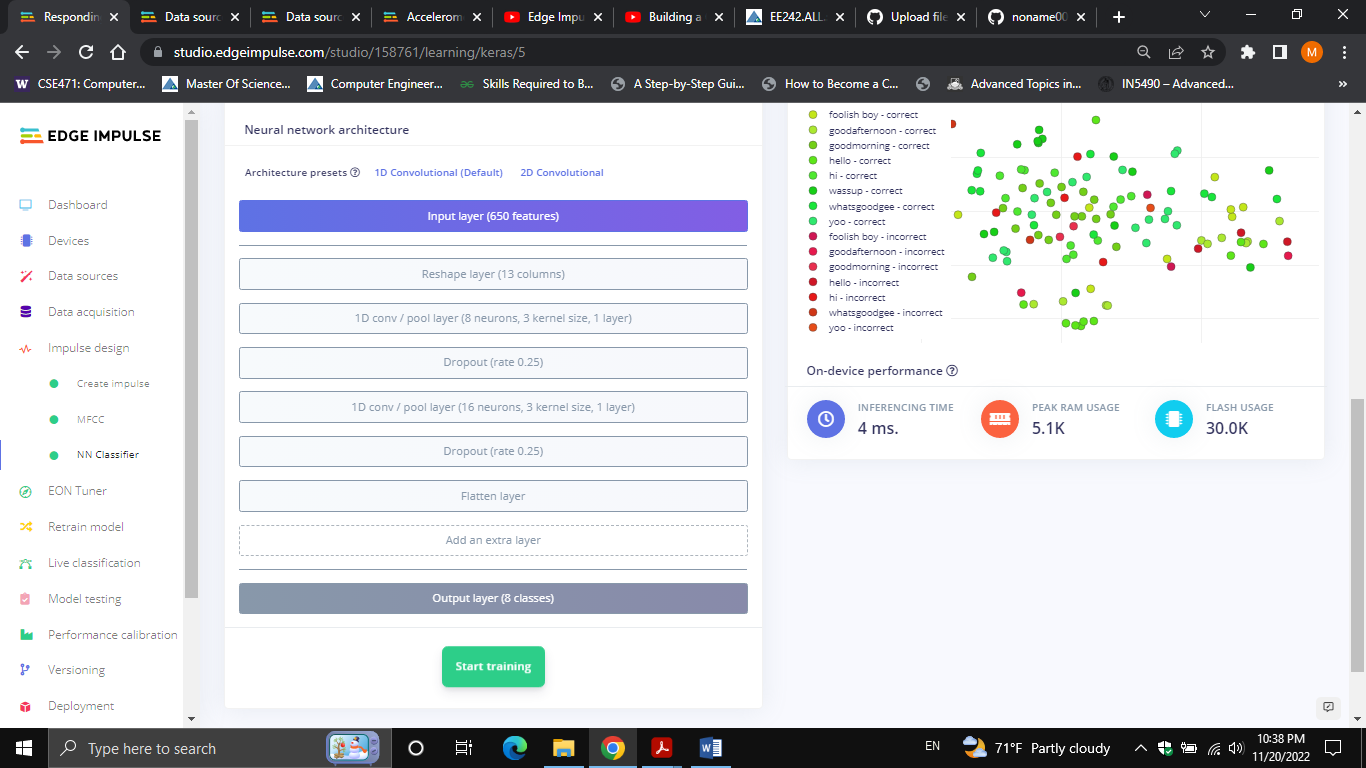 Respondin
Data sourc
Data sourc
Accelerom
Edge Impu
Building a
EE242.ALL
Upload file
noname00
studio.edgeimpulse.com/studio/158761/learning/keras/5
M
W CSE471: Computer...
Master Of Science...
Computer Engineer...
Skills Required to B...
A Step-by-Step Gui...
How to Become a C...
Advanced Topics in...
IN5490 – Advanced...
»
EDGE IMPULSE
Dashboard
Devices
Data sources
Data acquisition
Impulse design
Create impulse
MFCC
NN Classifier
EON Tuner
Retrain model
Live classification
Model testing
Performance calibration
Versioning
Deployment
Neural network architecture
Architecture presets ? 1D Convolutional (Default) 2D Convolutional
Input layer (650 features)
Reshape layer (13 columns)
1D conv / pool layer (8 neurons, 3 kernel size, 1 layer)
Dropout (rate 0.25)
1D conv / pool layer (16 neurons, 3 kernel size, 1 layer)
Dropout (rate 0.25)
Flatten layer
Add an extra layer
Output layer (8 classes)
Start training
foolish boy - correct
goodafternoon - correct
goodmorning - correct
hello - correct
hi - correct
wassup - correct
whatsgoodgee - correct
yoo - correct
foolish boy - incorrect
goodafternoon - incorrect
goodmorning - incorrect
hello - incorrect
hi - incorrect
whatsgoodgee - incorrect
yoo - incorrect
On-device performance ?
INFERENCING TIME
4 ms.
PEAK RAM USAGE
5.1K
FLASH USAGE
30.0K
Type here to search
W
EN
71°F Partly cloudy
10:38 PM
11/20/2022